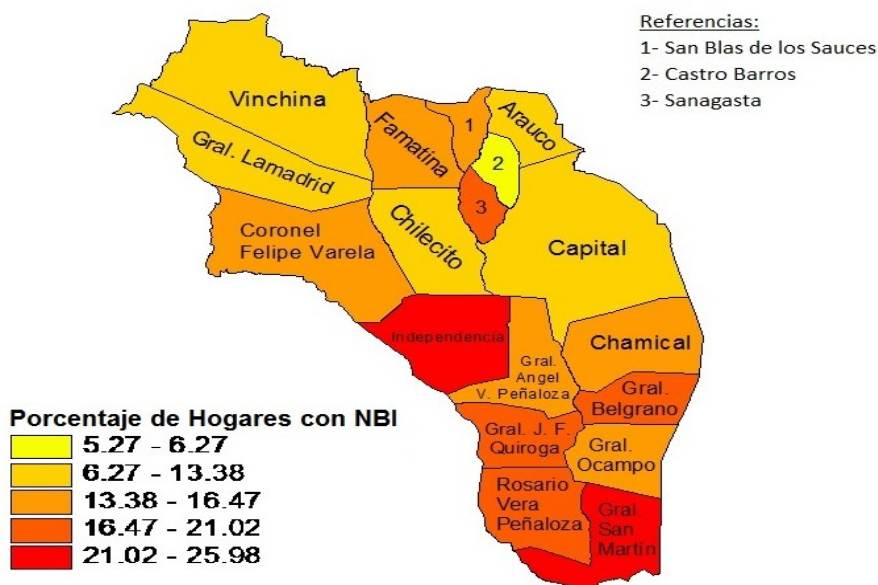 Referencias:
1- San Blas de los Sauces
2- Castro Barros
3- Sanagasta
Vinchina
Gral. Lamadrid
Famatina
1
Arauco
2
3
Coronel
Felipe Varela
Chilecito
Capital
Independencia
Gral.
Angel
V. Peñaloza
Chamical
Gral.
Belgrano
Gral. J. F.
Quiroga
Gral.
Ocampo
Rosario
Vera
Peñaloza
Gral.
San
Martín
Porcentaje de Hogares con NBI
5.27 - 6.27
6.27 - 13.38
13.38 - 16.47
16.47 - 21.02
21.02 - 25.98